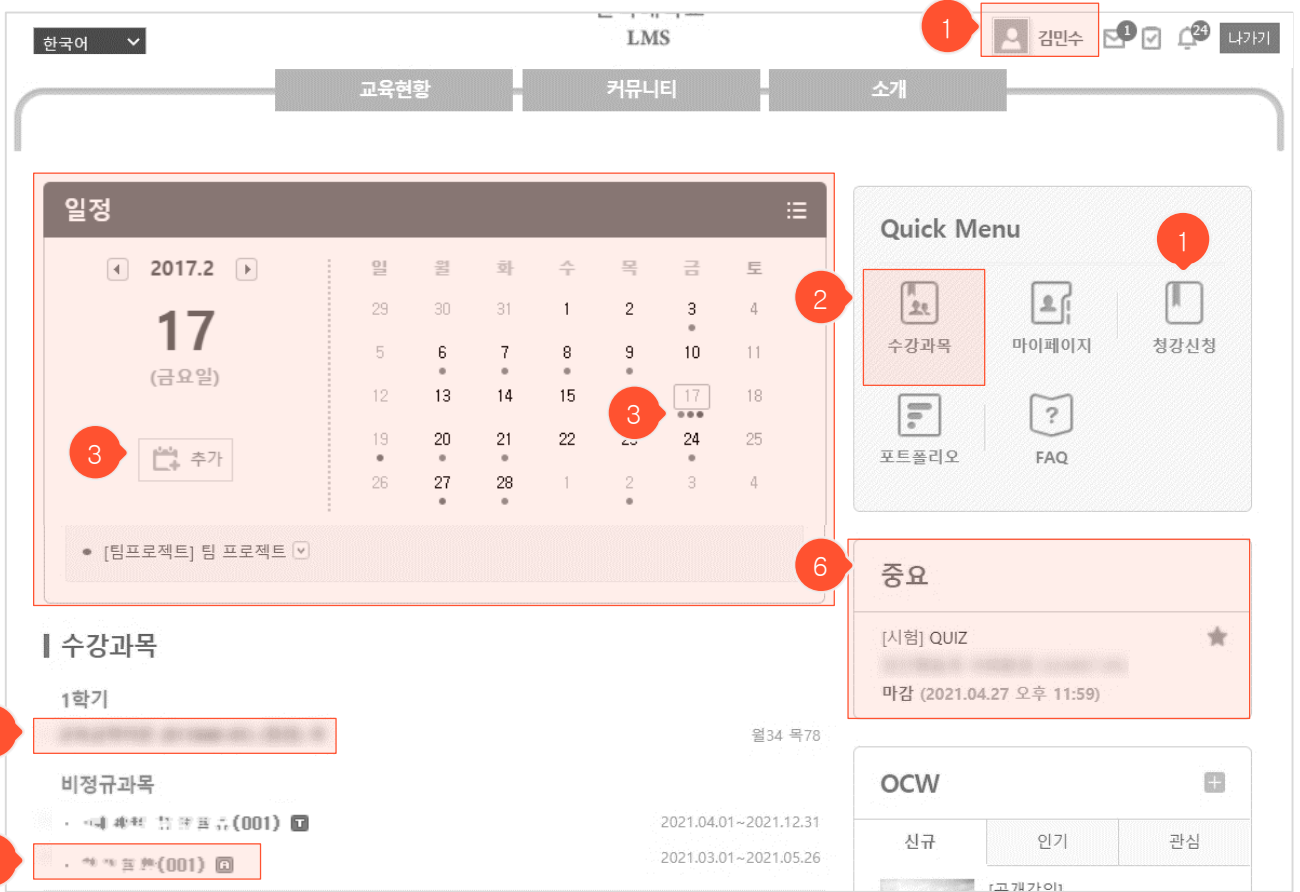 LMS
한국어
1
김민수
1
24
나가기
교육현황
커뮤니티
소개
일정
2017.2
17
(금요일)
3
추가
일 월 화 수 목 금 토
29 30 31 1 2 3 4
5 6 7 8 9 10 11
12 13 14 15 17 18
3
19 20 21 22 23 24 25
26 27 28 1 2 3 4
• [팀프로젝트] 팀 프로젝트
Quick Menu
1
2
수강과목
마이페이지
청강신청
포트폴리오
?
FAQ
6
중요
[시험] QUIZ
마감 (2021.04.27 오후 11:59)
수강과목
1학기
월34 목78
비정규과목
(001) T
2021.04.01~2021.12.31
(001)
2021.03.01~2021.05.26
OCW
신규
인기
관심
[공개강의]